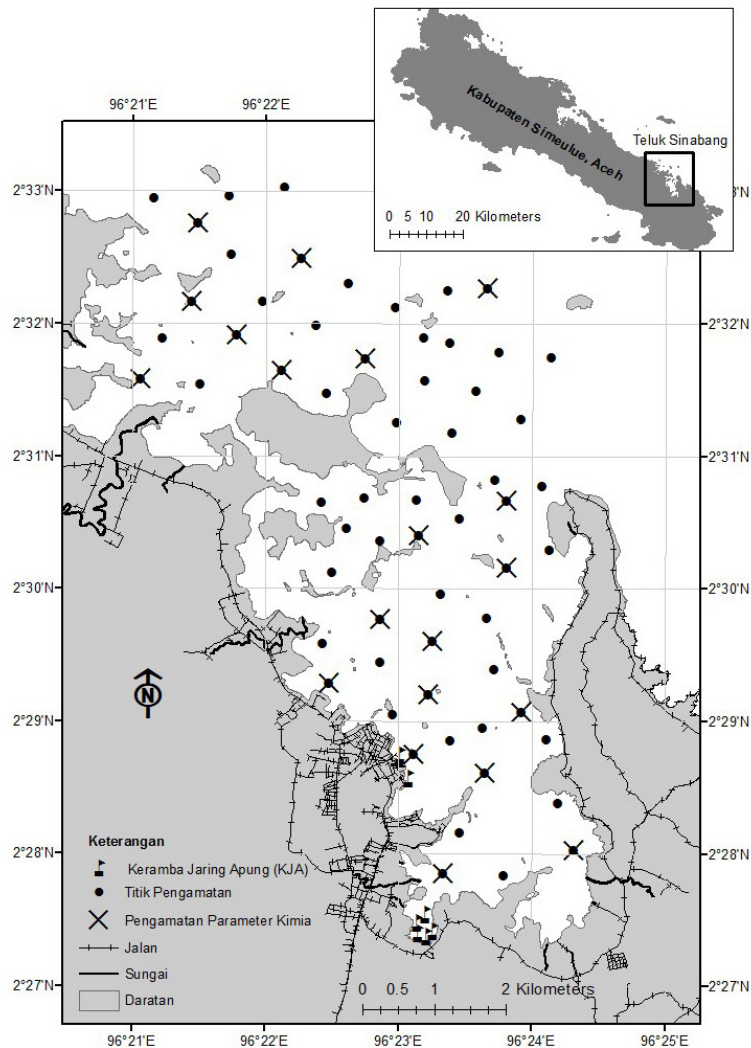 96°21'E 96°22'E
Kabupaten Simeulue, Aceh
Teluk Sinabang
0 5 10 20 Kilometers
2°33'N
3'N
2°32'N 2°32'N
2°31'N 2°31'N
2°30'N 2°30'N
N
2°29'N 2°29'N
2°28'N 2°28'N
Keterangan
Keramba Jaring Apung (KJA)
Titik Pengamatan
Pengamatan Parameter Kimia
Jalan
Sungai
Daratan
2°27'N 2°27'N
0 0.5 1 2 Kilometers
96°21'E 96°22'E 96°23'E 96°24'E 96°25'E